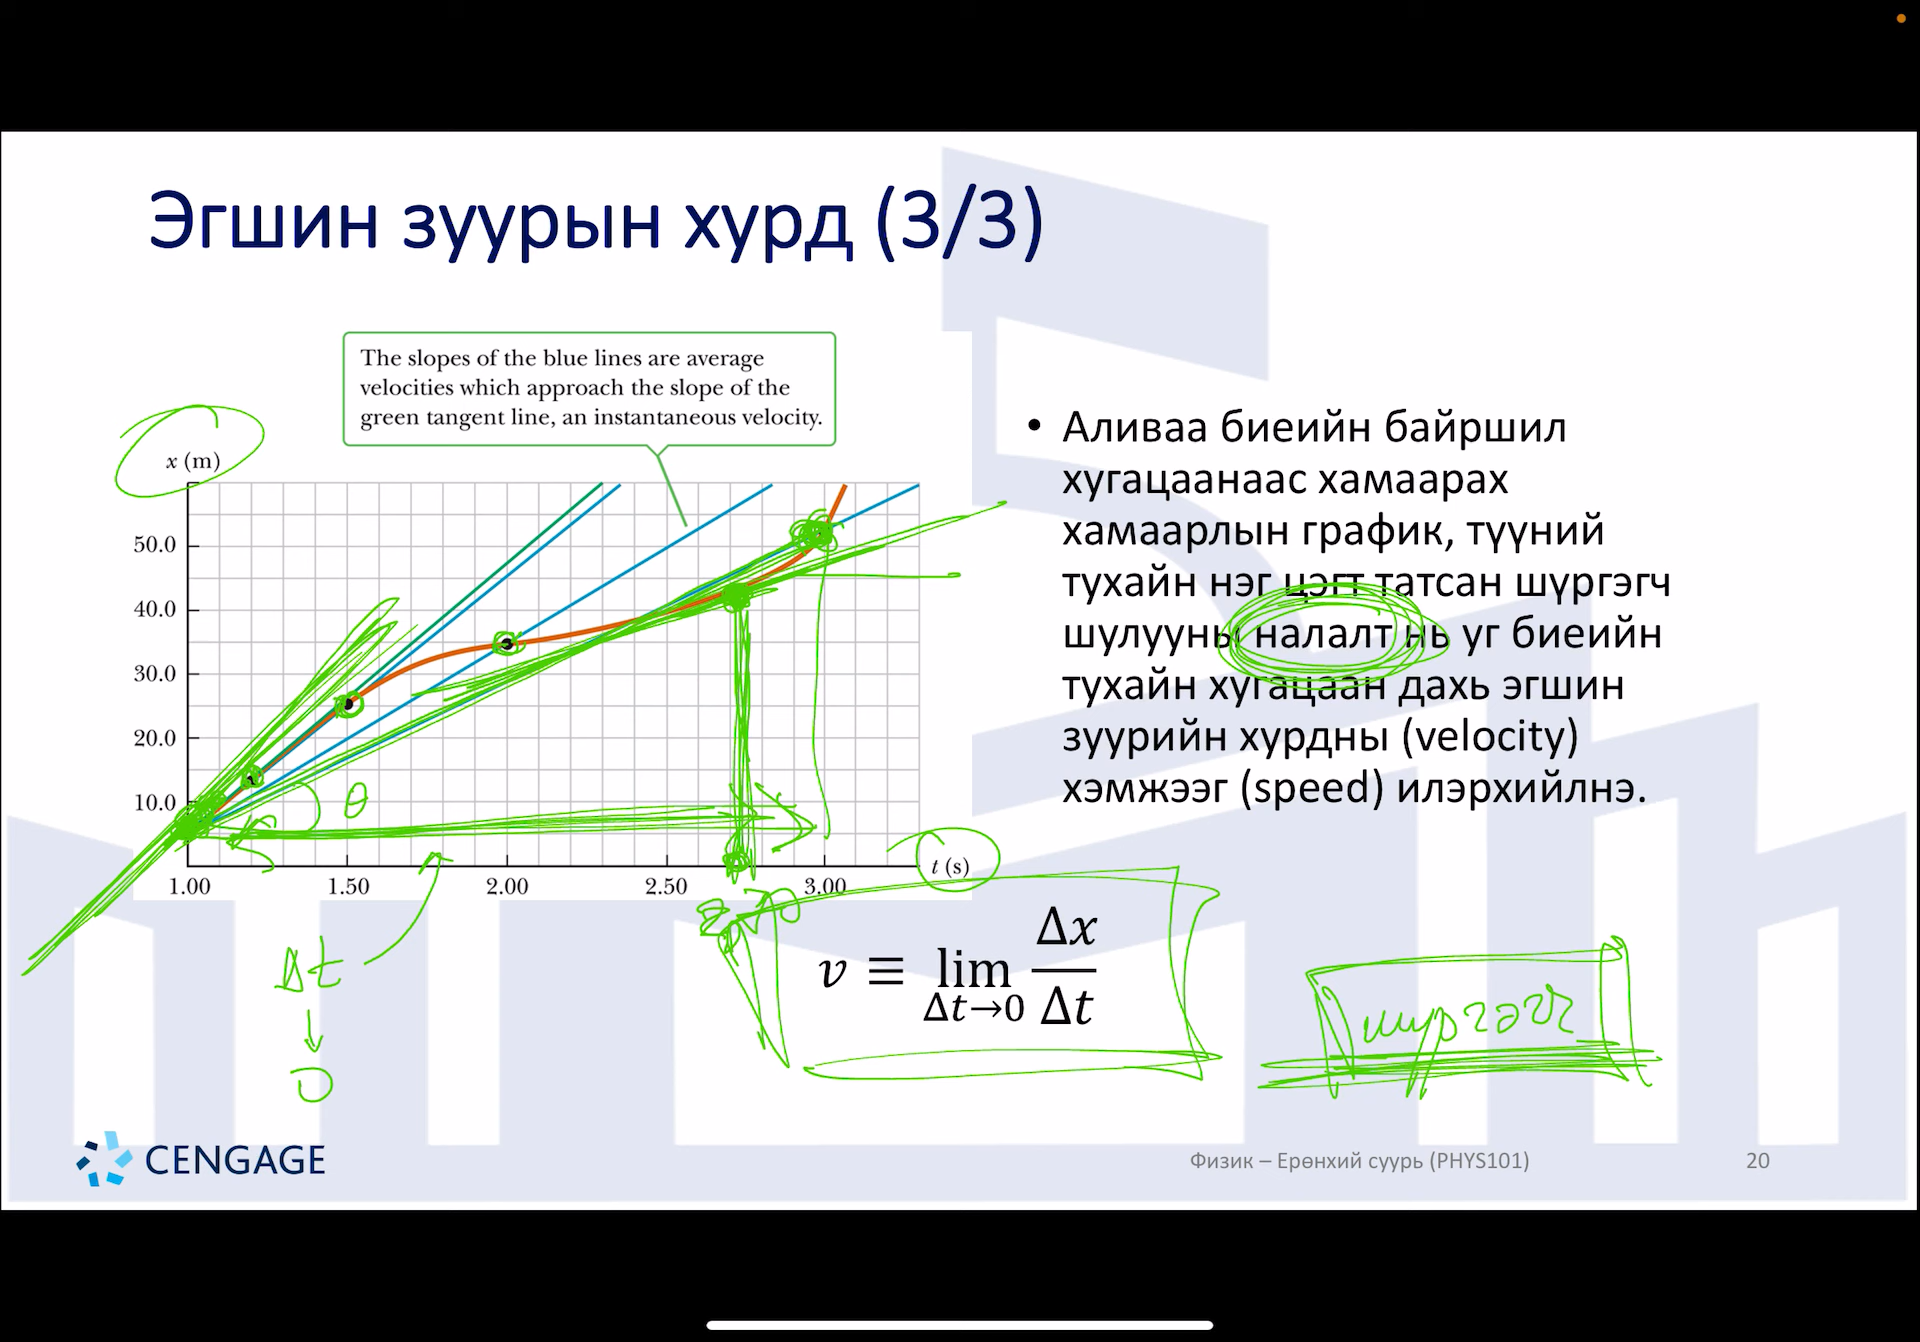 Эгшин зуурын хурд (3/3)
The slopes of the blue lines are average
velocities which approach the slope of the
green tangent line, an instantaneous velocity.
x (m)
50.0
40.0
30.0
20.0
10.0
θ
1.00 1.50 2.00 2.50 3.00
t (s)
Δt
↓
0
• Аливаа биеийн байршил
хугацаанаас хамаарах
хамаарлын график, түүний
тухайн нэг цэгт татсан шүргэгч
шулууны налалт нь уг биеийн
тухайн хугацаан дахь эгшин
зуурийн хурдны (velocity)
хэмжээг (speed) илэрхийлнэ.
v ≡ lim Δt→0 Δx/Δt
шүргэгч
CENGAGE
Физик – Ерөнхий суурь (PHYS101)
20